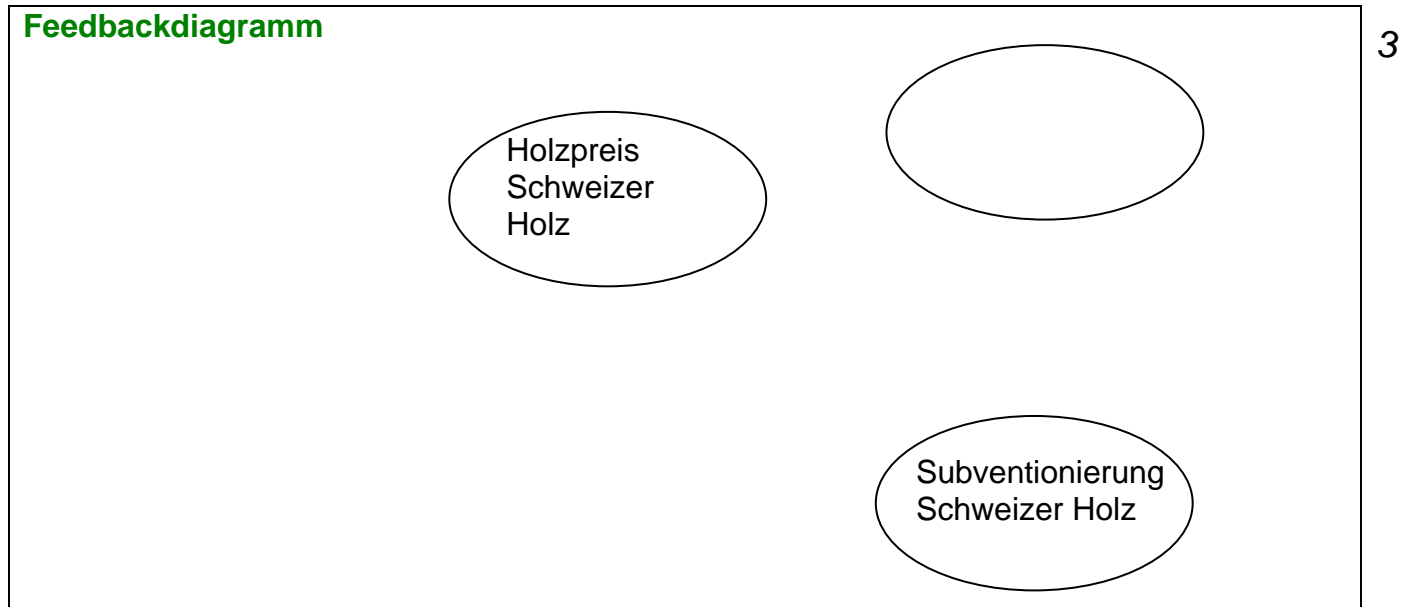 Feedbackdiagramm
3
Holzpreis
Schweizer
Holz
Subventionierung
Schweizer Holz